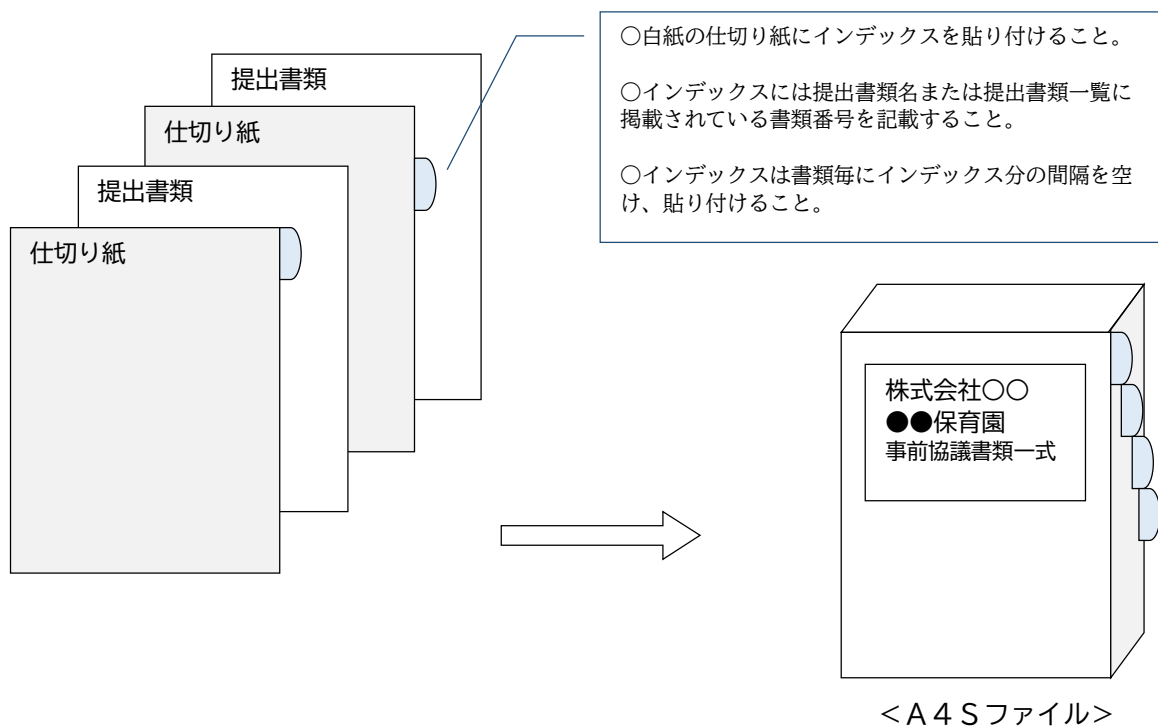 ○白紙の仕切り紙にインデックスを貼り付けること。
○インデックスには提出書類名または提出書類一覧に
掲載されている書類番号を記載すること。
○インデックスは書類毎にインデックス分の間隔を空
け、貼り付けること。
提出書類
仕切り紙
提出書類
仕切り紙
株式会社○○
●●保育園
事前協議書類一式
＜Ａ４Ｓファイル＞